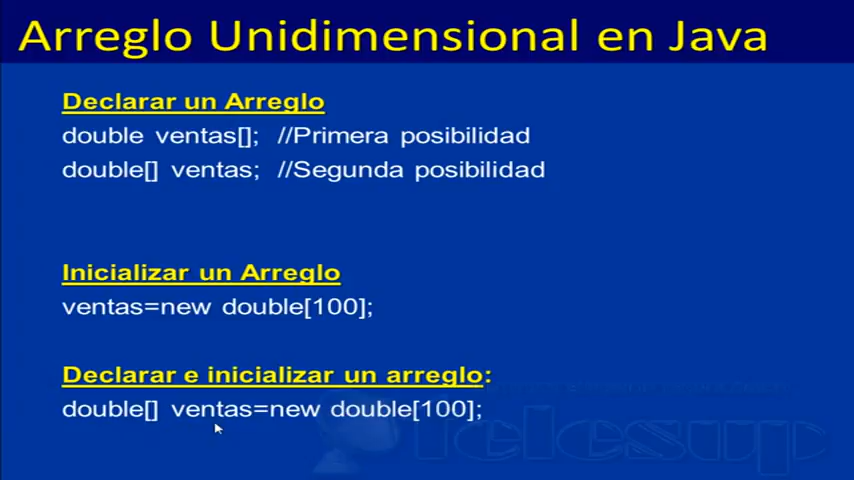 Arreglo Unidimensional en Java
Declarar un Arreglo
double ventas[]; //Primera posibilidad
double[] ventas; //Segunda posibilidad
Inicializar un Arreglo
ventas=new double[100];
Declarar e inicializar un arreglo:
double[] ventas=new double[100];
Telesup